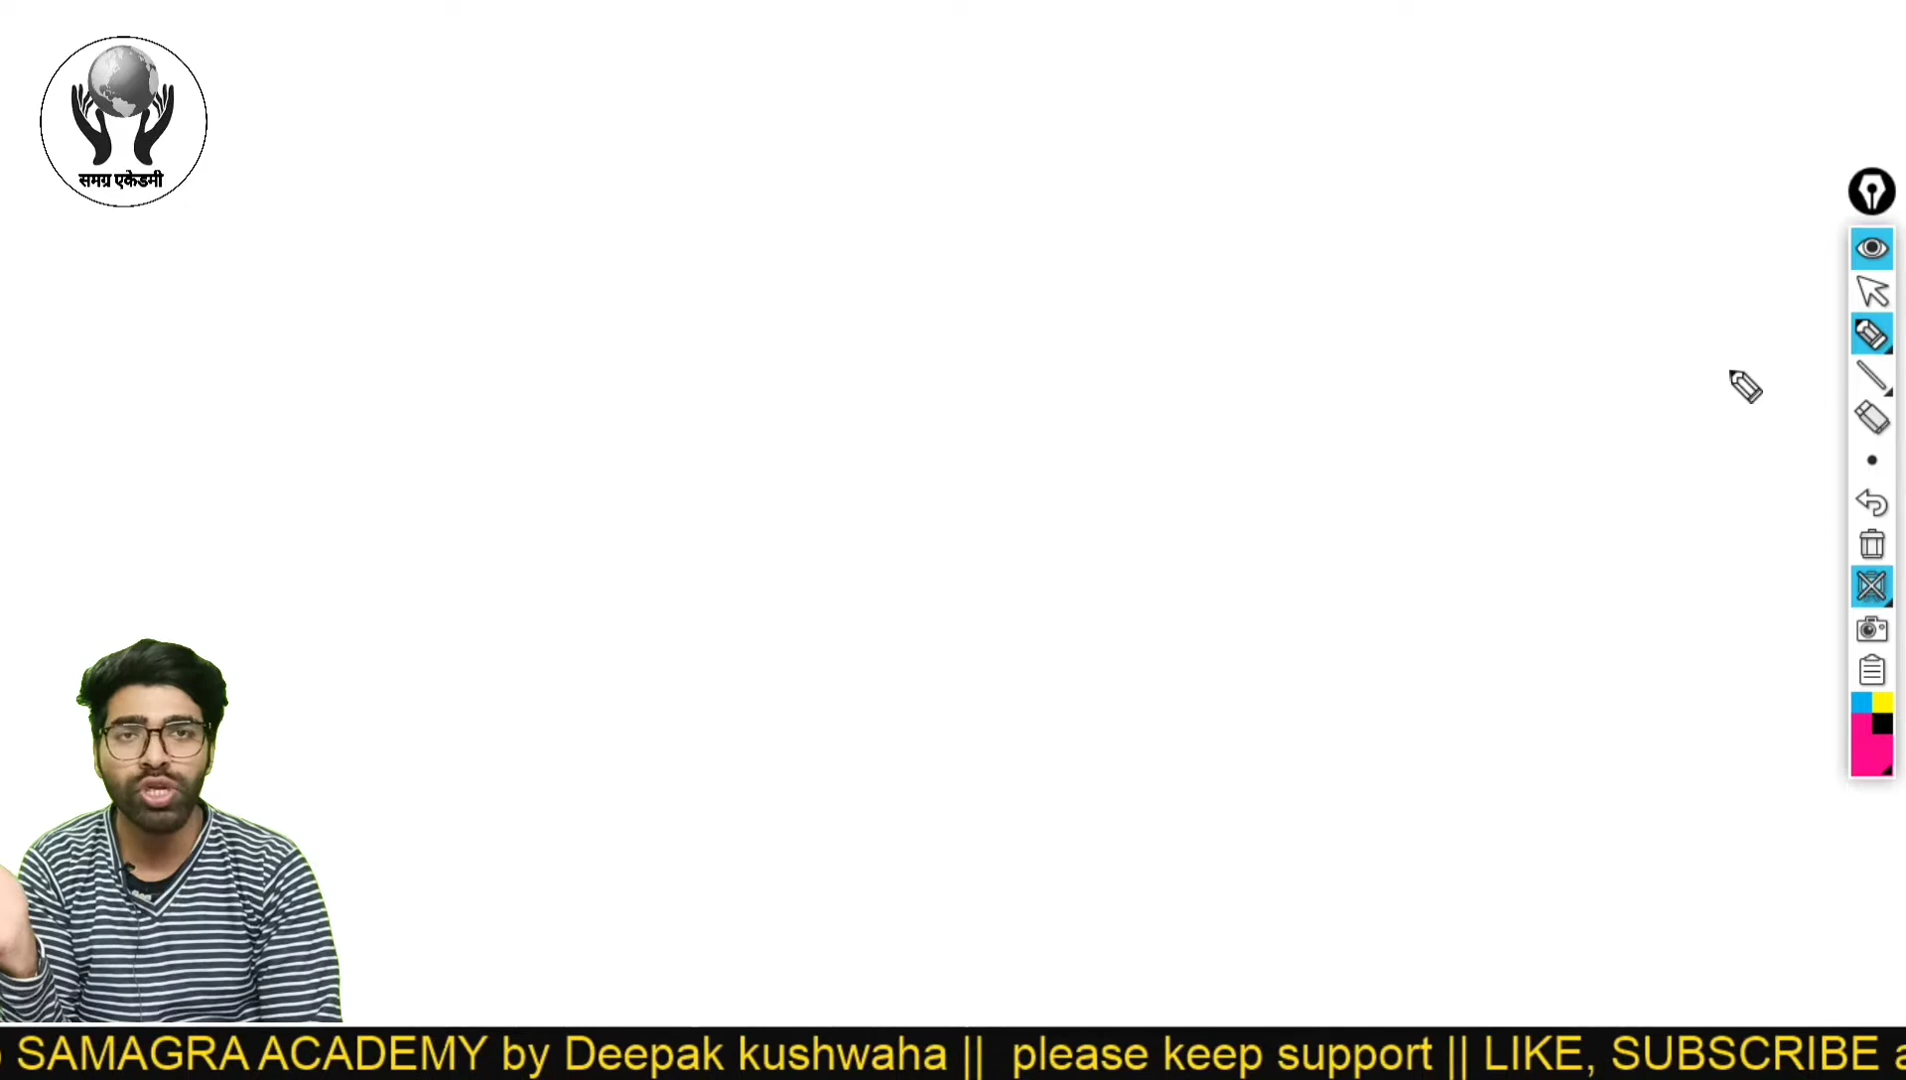 समग्र एकेडमी
SAMAGRA ACADEMY by Deepak kushwaha || please keep support || LIKE, SUBSCRIBE